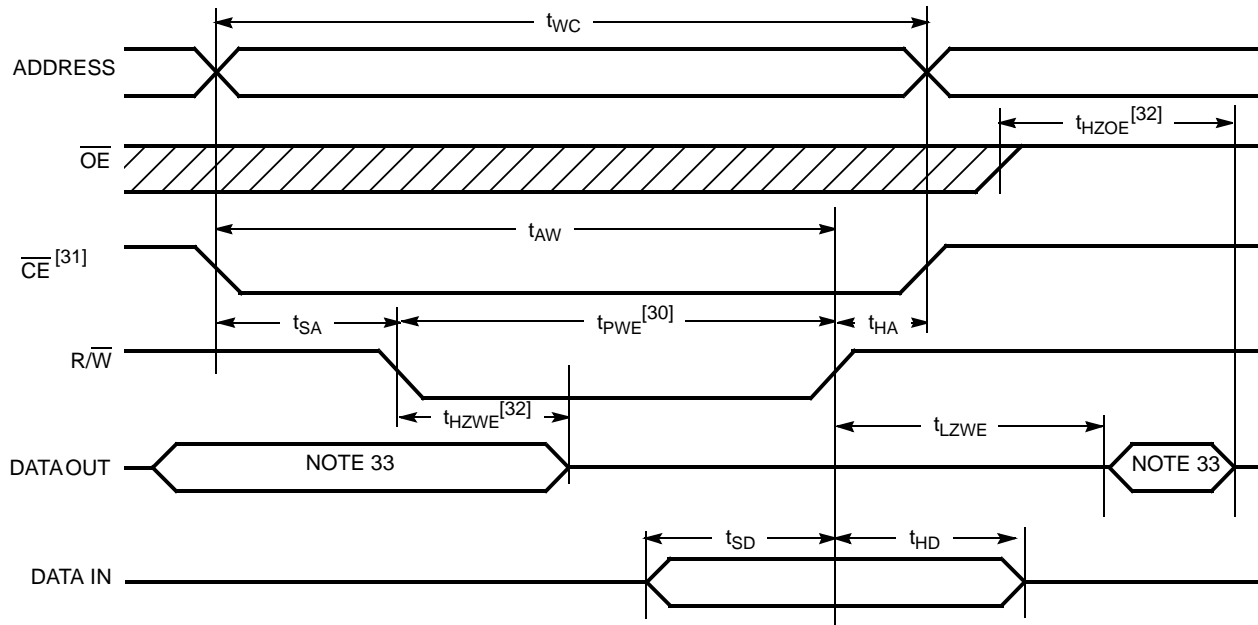 tWC
ADDRESS
tHZOE[32]
OE
tAW
CE[31]
tSA
tPWE[30]
tHA
R/W
tHZWE[32]
tLZWE
DATA OUT
NOTE 33
NOTE 33
tSD
tHD
DATA IN